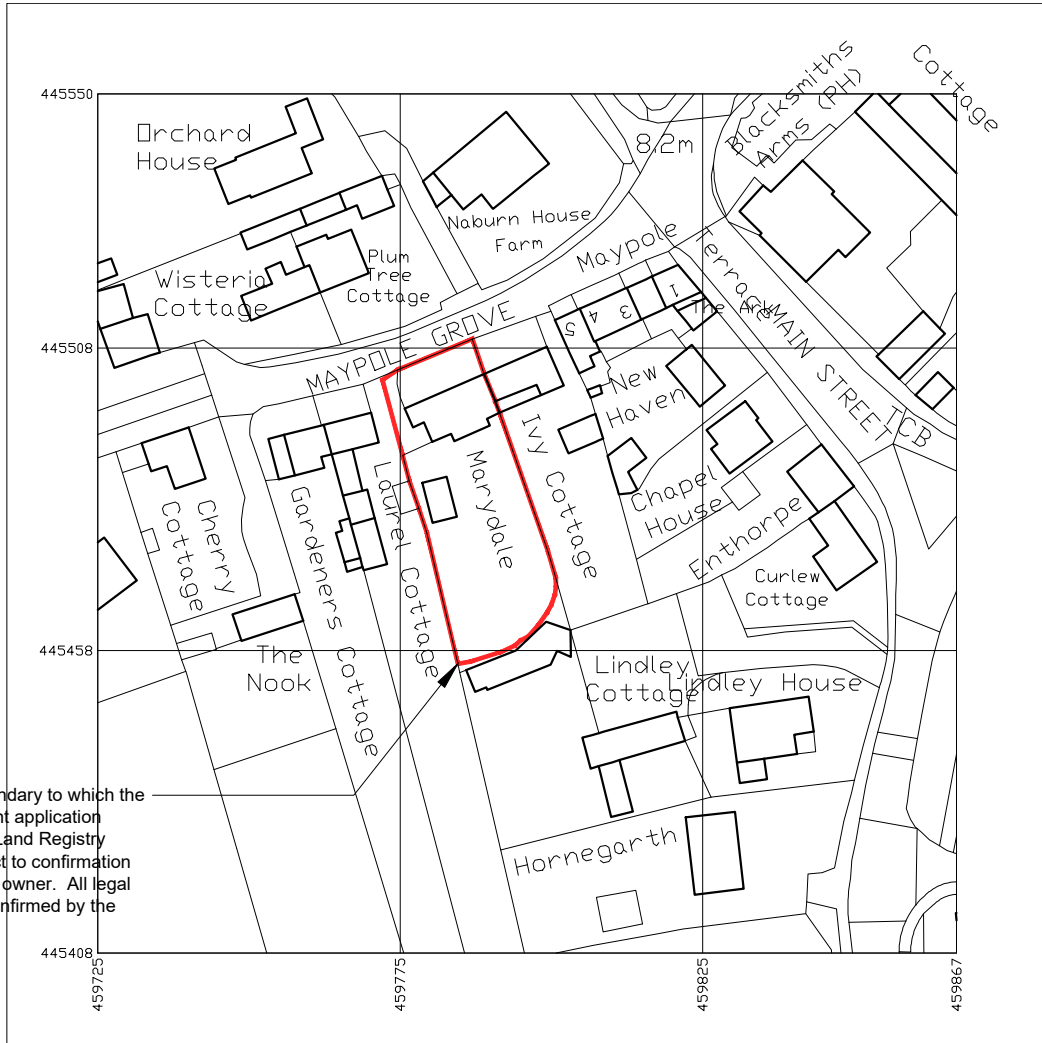 Cottage
Blacksmiths
Arms (PH)
445550
Orchard
House
8.2m
Naburn House
Farm
Maypole
Terrace
Plum
Tree
Cottage
Wisteria
Cottage
1
3
4
5
The Ark
MAIN STREET
MAYPOLE GROVE
445508
New
Haven
TCB
Ivy Cottage
Marydale
Laurel Cottage
Gardeners Cottage
Cherry
Cottage
Chapel
House
Enthorpe
Curlew
Cottage
445458
The
Nook
Lindley
Cottage
Lindley House
ndary to which the
nt application
Land Registry
ct to confirmation
owner. All legal
nfirmed by the
Hornegarth
445408
459725
459775
459825
459867